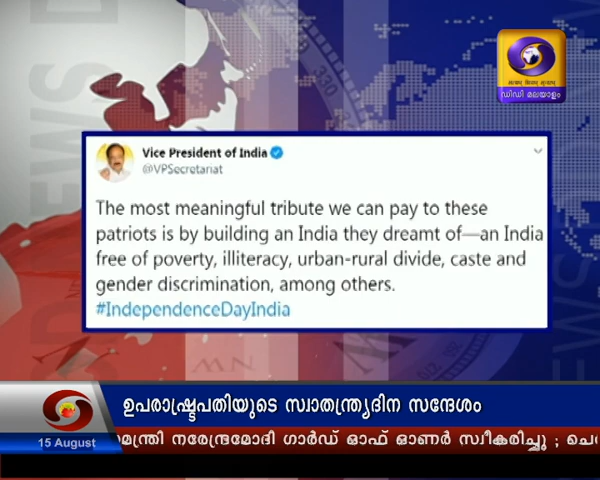 ഡിഡി മലയാളം
Vice President of India
@VPSecretariat
The most meaningful tribute we can pay to these
patriots is by building an India they dreamt of—an India
free of poverty, illiteracy, urban-rural divide, caste and
gender discrimination, among others.
#IndependenceDayIndia
ഉപരാഷ്ട്രപതിയുടെ സ്വാതന്ത്ര്യദിന സന്ദേശം
15 August
നരേന്ദ്രമോദി ഗാർഡ് ഓഫ് ഓണർ സ്വീകരിച്ചു ;